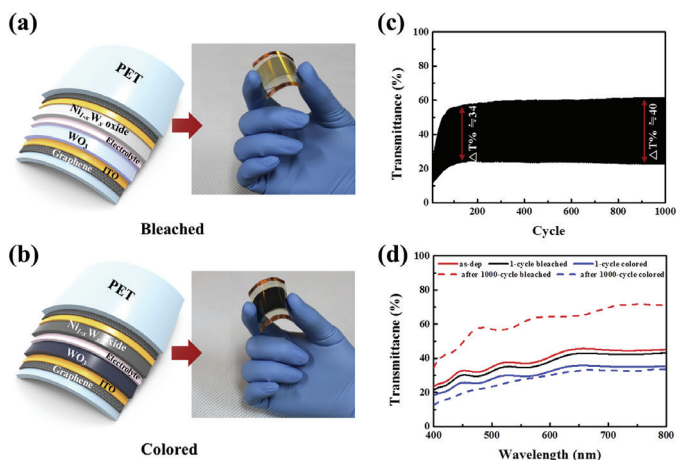 (a)
PET
Ni1-xWx oxide
Electrolyte
WO3
ITO
Graphene
Bleached
(b)
PET
Ni1-xWx oxide
Electrolyte
WO3
ITO
Graphene
Colored
(c)
Transmittance (%)
100
80
60
40
20
0
△T% ≒34
△T% ≒40
200 400 600 800 1000
Cycle
(d)
Transmittacne (%)
100
80
60
40
20
0
as-dep 1-cycle bleached 1-cycle colored
after 1000-cycle bleached after 1000-cycle colored
400 500 600 700 800
Wavelength (nm)